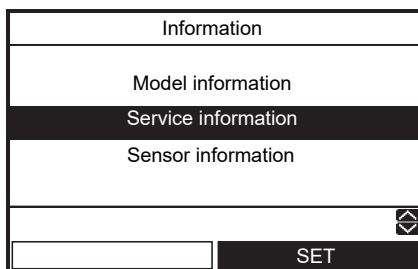 Information
Model information
Service information
Sensor information
SET